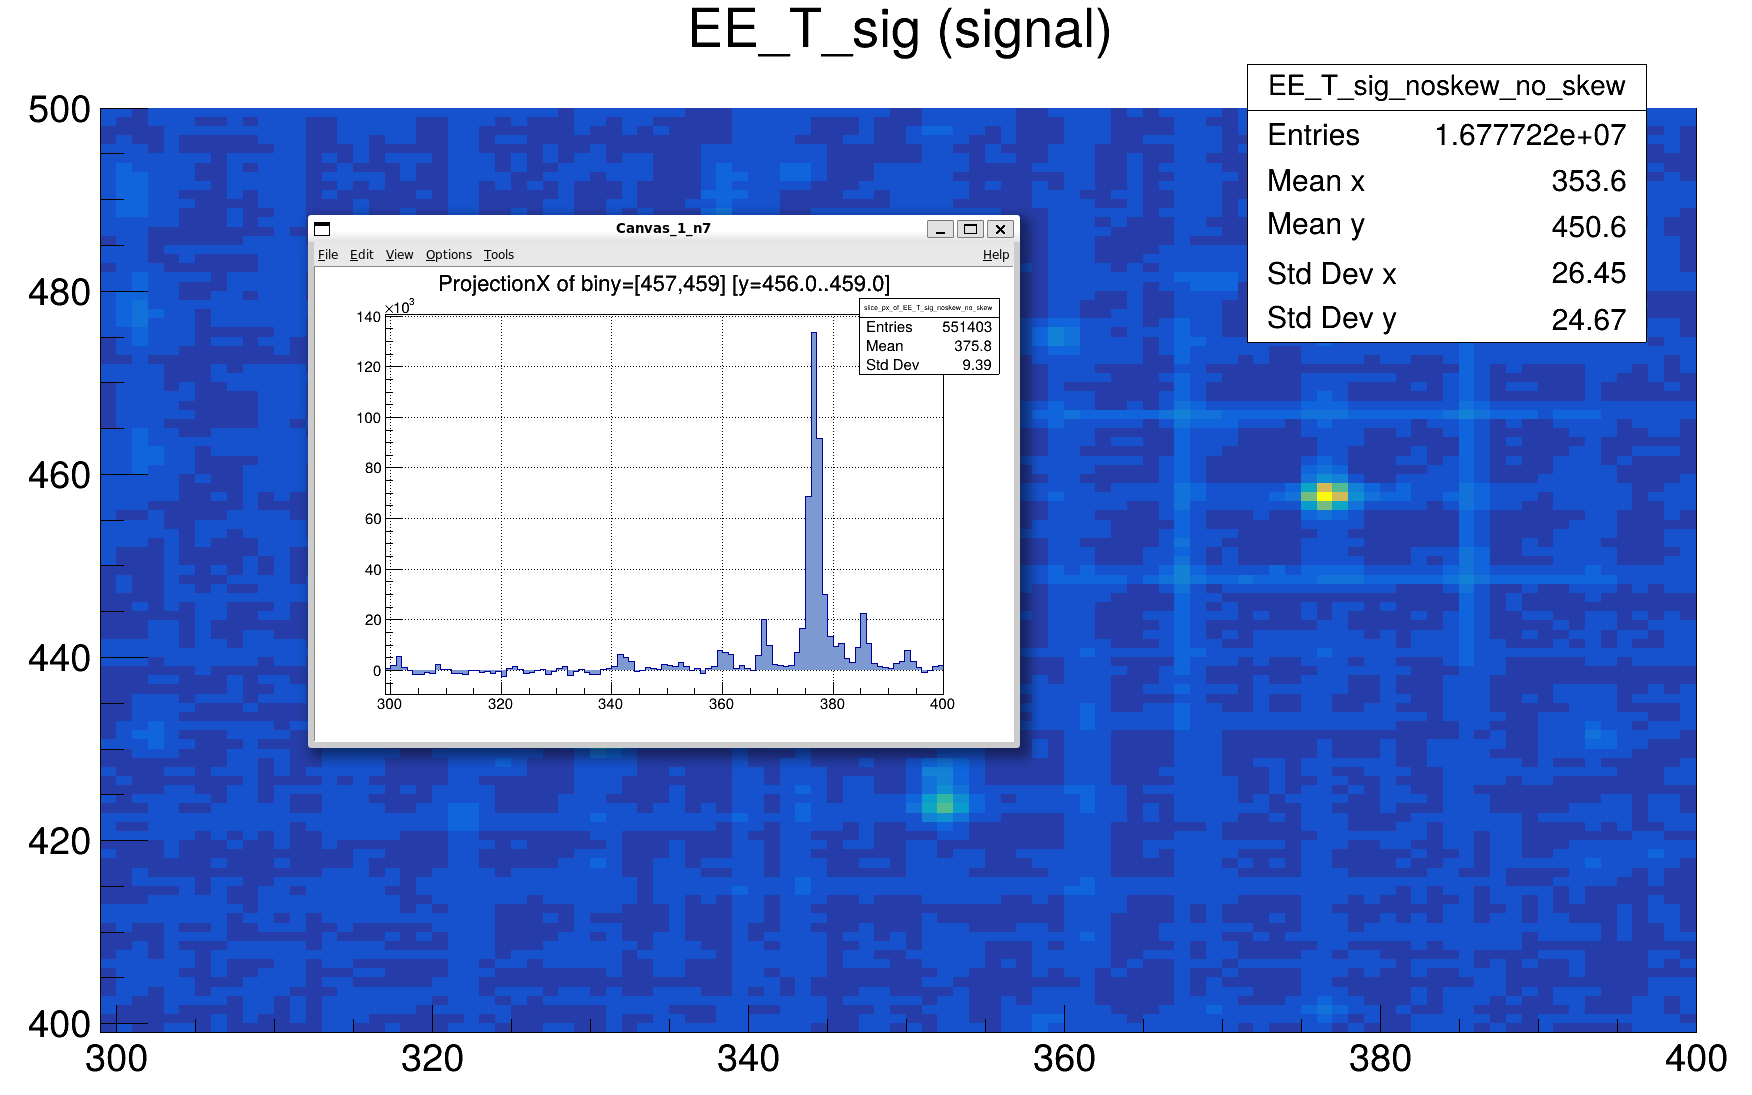 EE_T_sig (signal)
EE_T_sig_noskew_no_skew
Entries 1.677722e+07
Mean x 353.6
Mean y 450.6
Std Dev x 26.45
Std Dev y 24.67
500
480
460
440
420
400
300 320 340 360 380 400
Canvas_1_n7
File Edit View Options Tools Help
ProjectionX of biny=[457,459] [y=456.0..459.0]
×10³
slice_px_of_EE_T_sig_noskew_no_skew
Entries 551403
Mean 375.8
Std Dev 9.39
140
120
100
80
60
40
20
0
300 320 340 360 380 400